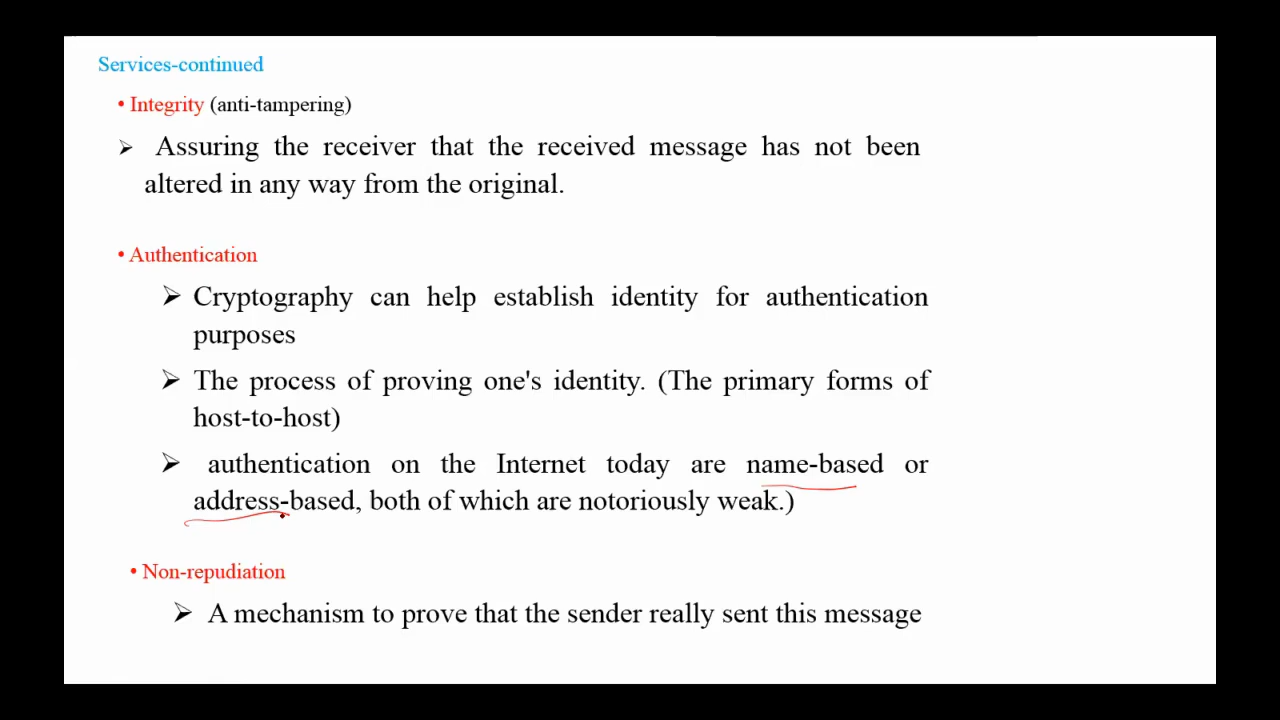 Services-continued
• Integrity (anti-tampering)
➢ Assuring the receiver that the received message has not been
altered in any way from the original.
• Authentication
➢ Cryptography can help establish identity for authentication
purposes
➢ The process of proving one's identity. (The primary forms of
host-to-host)
➢ authentication on the Internet today are name-based or
address-based, both of which are notoriously weak.)
• Non-repudiation
➢ A mechanism to prove that the sender really sent this message